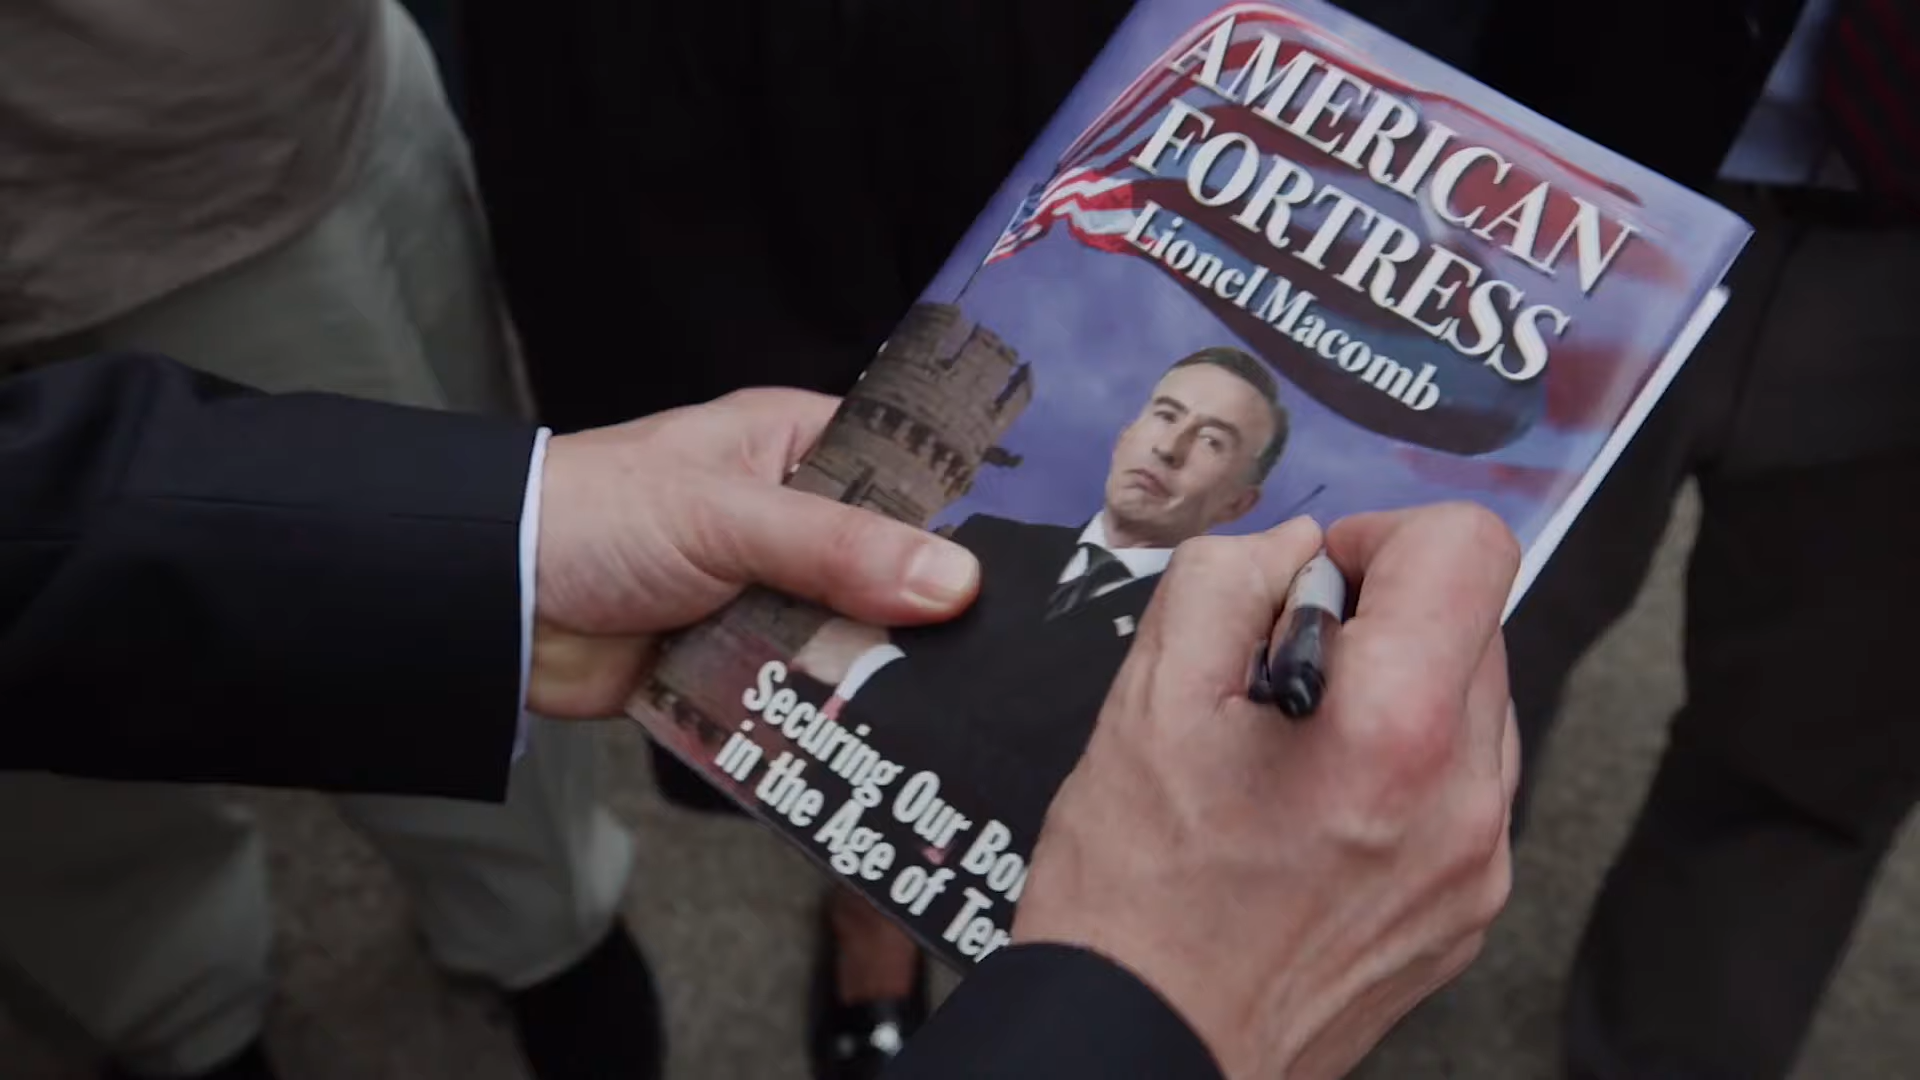 AMERICAN
FORTRESS
Lionel Macomb
Securing Our
in the Age of